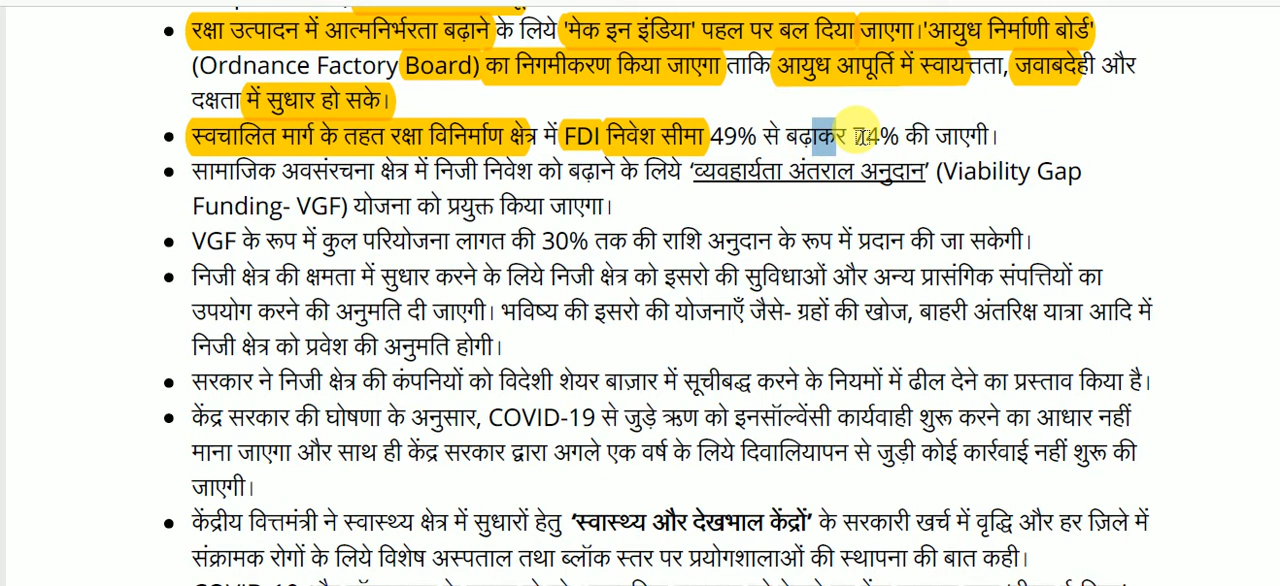 • रक्षा उत्पादन में आत्मनिर्भरता बढ़ाने के लिये 'मेक इन इंडिया' पहल पर बल दिया जाएगा।'आयुध निर्माणी बोर्ड'
(Ordnance Factory Board) का निगमीकरण किया जाएगा ताकि आयुध आपूर्ति में स्वायत्तता, जवाबदेही और
दक्षता में सुधार हो सके।
• स्वचालित मार्ग के तहत रक्षा विनिर्माण क्षेत्र में FDI निवेश सीमा 49% से बढ़ाकर 74% की जाएगी।
• सामाजिक अवसंरचना क्षेत्र में निजी निवेश को बढ़ाने के लिये ‘व्यवहार्यता अंतराल अनुदान’ (Viability Gap
Funding- VGF) योजना को प्रयुक्त किया जाएगा।
• VGF के रूप में कुल परियोजना लागत की 30% तक की राशि अनुदान के रूप में प्रदान की जा सकेगी।
• निजी क्षेत्र की क्षमता में सुधार करने के लिये निजी क्षेत्र को इसरो की सुविधाओं और अन्य प्रासंगिक संपत्तियों का
उपयोग करने की अनुमति दी जाएगी। भविष्य की इसरो की योजनाएँ जैसे- ग्रहों की खोज, बाहरी अंतरिक्ष यात्रा आदि में
निजी क्षेत्र को प्रवेश की अनुमति होगी।
• सरकार ने निजी क्षेत्र की कंपनियों को विदेशी शेयर बाज़ार में सूचीबद्ध करने के नियमों में ढील देने का प्रस्ताव किया है।
• केंद्र सरकार की घोषणा के अनुसार, COVID-19 से जुड़े ऋण को इनसॉल्वेंसी कार्यवाही शुरू करने का आधार नहीं
माना जाएगा और साथ ही केंद्र सरकार द्वारा अगले एक वर्ष के लिये दिवालियापन से जुड़ी कोई कार्रवाई नहीं शुरू की
जाएगी।
• केंद्रीय वित्तमंत्री ने स्वास्थ्य क्षेत्र में सुधारों हेतु ‘स्वास्थ्य और देखभाल केंद्रों’ के सरकारी खर्च में वृद्धि और हर ज़िले में
संक्रामक रोगों के लिये विशेष अस्पताल तथा ब्लॉक स्तर पर प्रयोगशालाओं की स्थापना की बात कही।